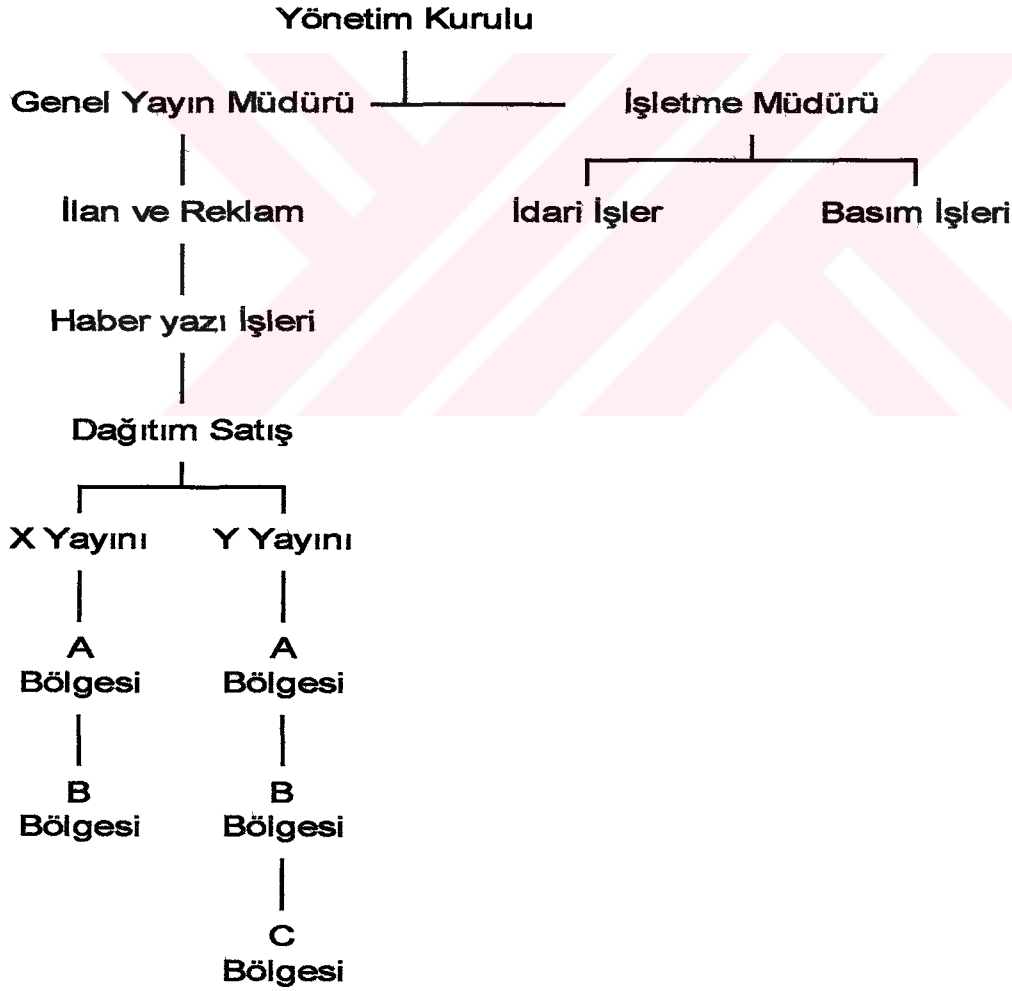 Yönetim Kurulu
Genel Yayın Müdürü
İşletme Müdürü
İlan ve Reklam
İdari İşler
Basım İşleri
Haber yazı İşleri
Dağıtım Satış
X Yayını
Y Yayını
A
Bölgesi
A
Bölgesi
B
Bölgesi
B
Bölgesi
C
Bölgesi